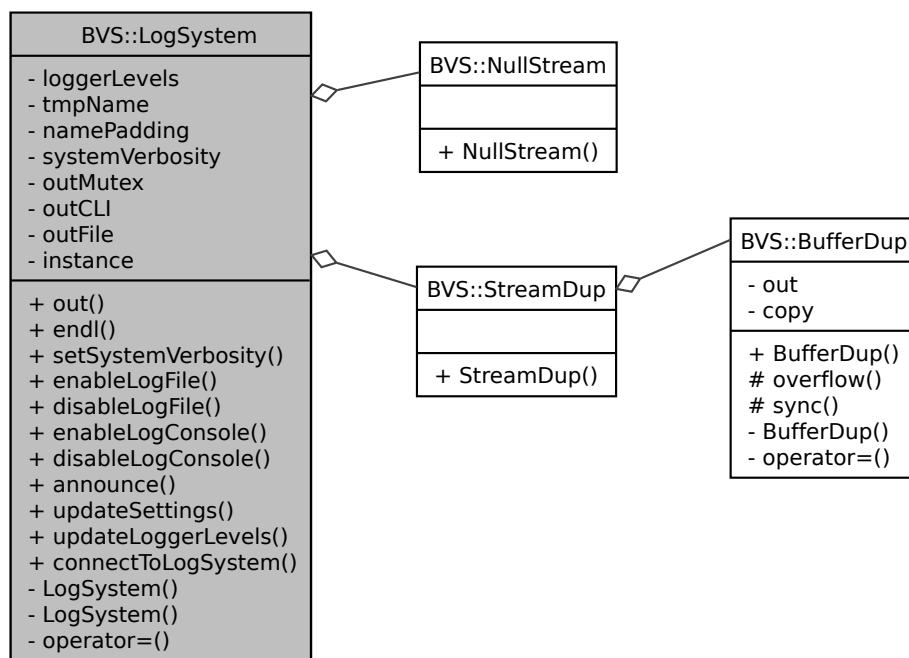 BVS::LogSystem
- loggerLevels
- tmpName
- namePadding
- systemVerbosity
- outMutex
- outCLI
- outFile
- instance
+ out()
+ endl()
+ setSystemVerbosity()
+ enableLogFile()
+ disableLogFile()
+ enableLogConsole()
+ disableLogConsole()
+ announce()
+ updateSettings()
+ updateLoggerLevels()
+ connectToLogSystem()
- LogSystem()
- LogSystem()
- operator=()
BVS::NullStream
+ NullStream()
BVS::StreamDup
+ StreamDup()
BVS::BufferDup
- out
- copy
+ BufferDup()
# overflow()
# sync()
- BufferDup()
- operator=()